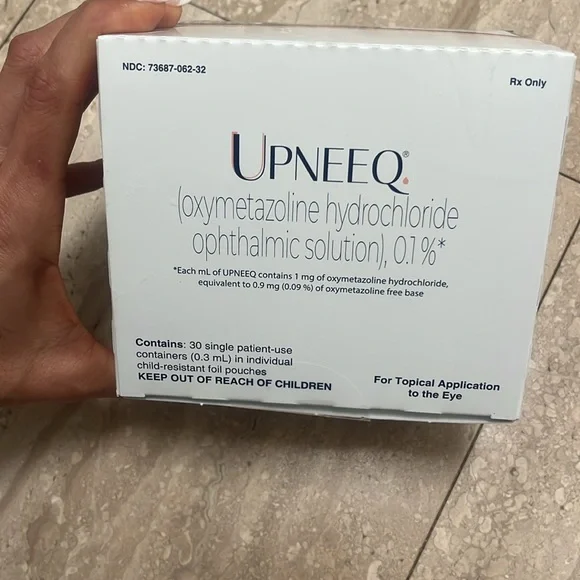 NDC: 73687-062-32
Rx Only
UPNEEQ®
(oxymetazoline hydrochloride
ophthalmic solution), 0.1%*
*Each mL of UPNEEQ contains 1 mg of oxymetazoline hydrochloride,
equivalent to 0.9 mg (0.09 %) of oxymetazoline free base
Contains: 30 single patient-use
containers (0.3 mL) in individual
child-resistant foil pouches
KEEP OUT OF REACH OF CHILDREN
For Topical Application
to the Eye